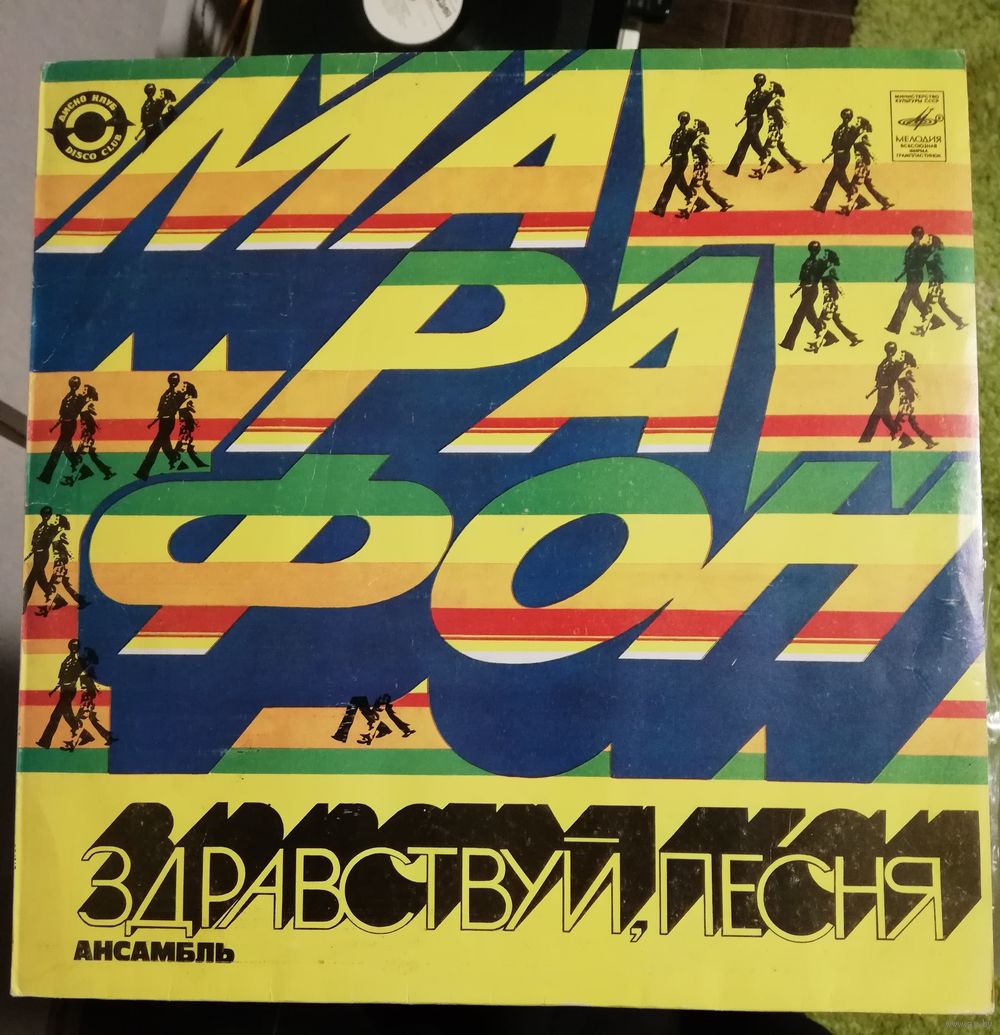 ДИСКО КЛУБ
DISCO CLUB
МИНИСТЕРСТВО
КУЛЬТУРЫ СССР
МЕЛОДИЯ
ВСЕСОЮЗНАЯ
ФИРМА
ГРАМПЛАСТИНОК
МА
РА
ФОН
ЗДРАВСТВУЙ, ПЕСНЯ
АНСАМБЛЬ